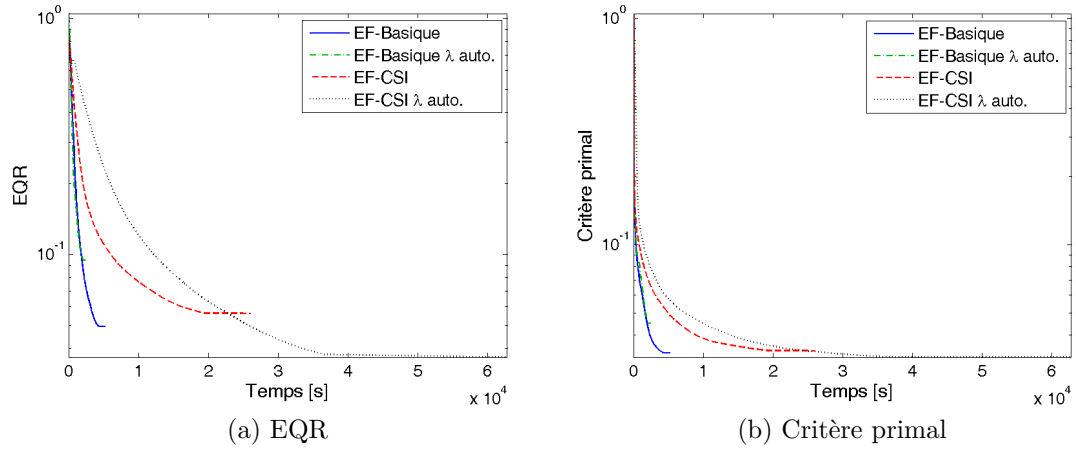 EF-Basique
EF-Basique λ auto.
EF-CSI
EF-CSI λ auto.
10^0
10^-1
EQR
0
1
2
3
4
5
6
Temps [s]
x 10^4
(a) EQR
EF-Basique
EF-Basique λ auto.
EF-CSI
EF-CSI λ auto.
10^0
10^-1
Critère primal
0
1
2
3
4
5
6
Temps [s]
x 10^4
(b) Critère primal